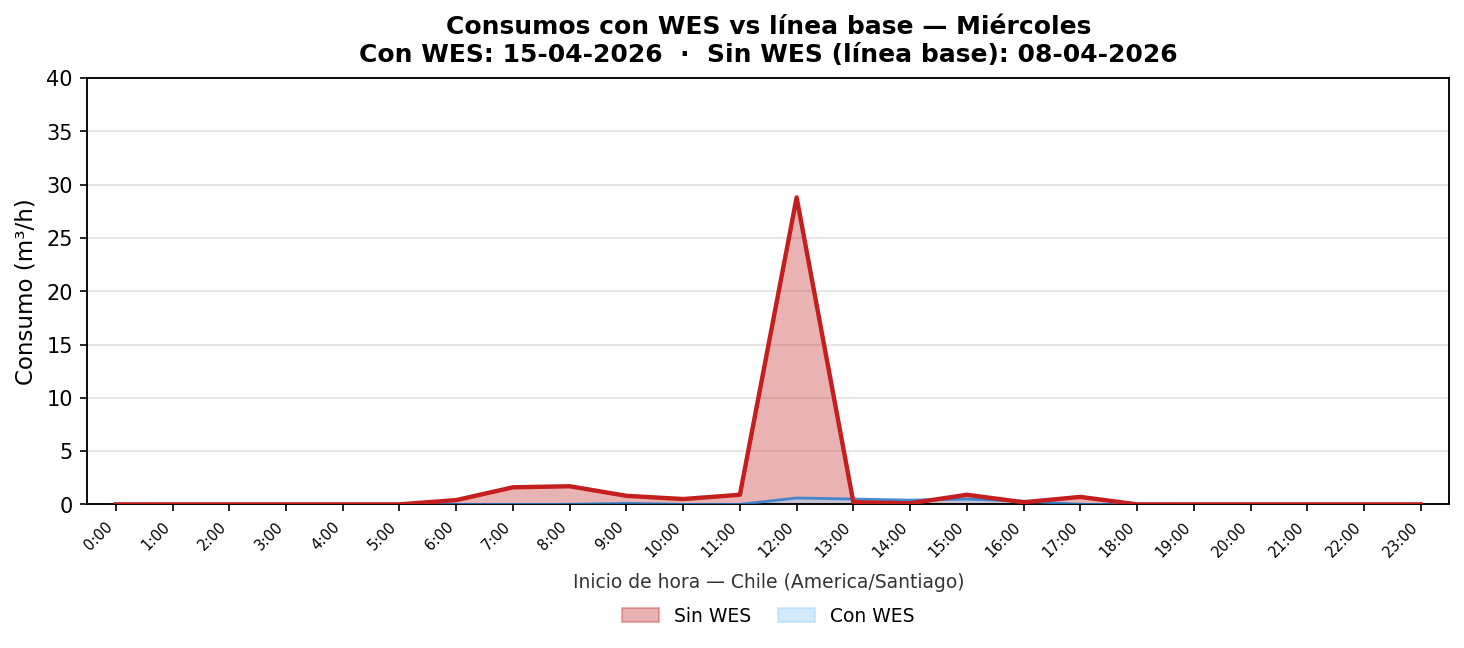 Consumos con WES vs línea base — Miércoles
Con WES: 15-04-2026 · Sin WES (línea base): 08-04-2026
Consumo (m³/h)
40
35
30
25
20
15
10
5
0
0:00 1:00 2:00 3:00 4:00 5:00 6:00 7:00 8:00 9:00 10:00 11:00 12:00 13:00 14:00 15:00 16:00 17:00 18:00 19:00 20:00 21:00 22:00 23:00
Inicio de hora — Chile (America/Santiago)
Sin WES Con WES